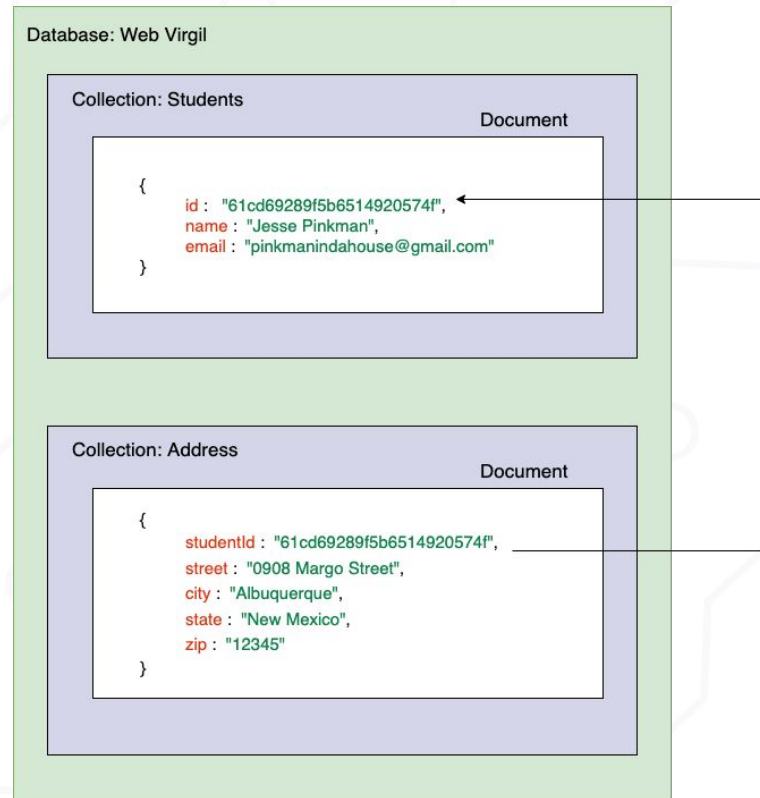 Database: Web Virgil
Collection: Students
Document
{
id : "61cd69289f5b6514920574f",
name : "Jesse Pinkman",
email : "pinkmanindahouse@gmail.com"
}
Collection: Address
Document
{
studentId : "61cd69289f5b6514920574f",
street : "0908 Margo Street",
city : "Albuquerque",
state : "New Mexico",
zip : "12345"
}